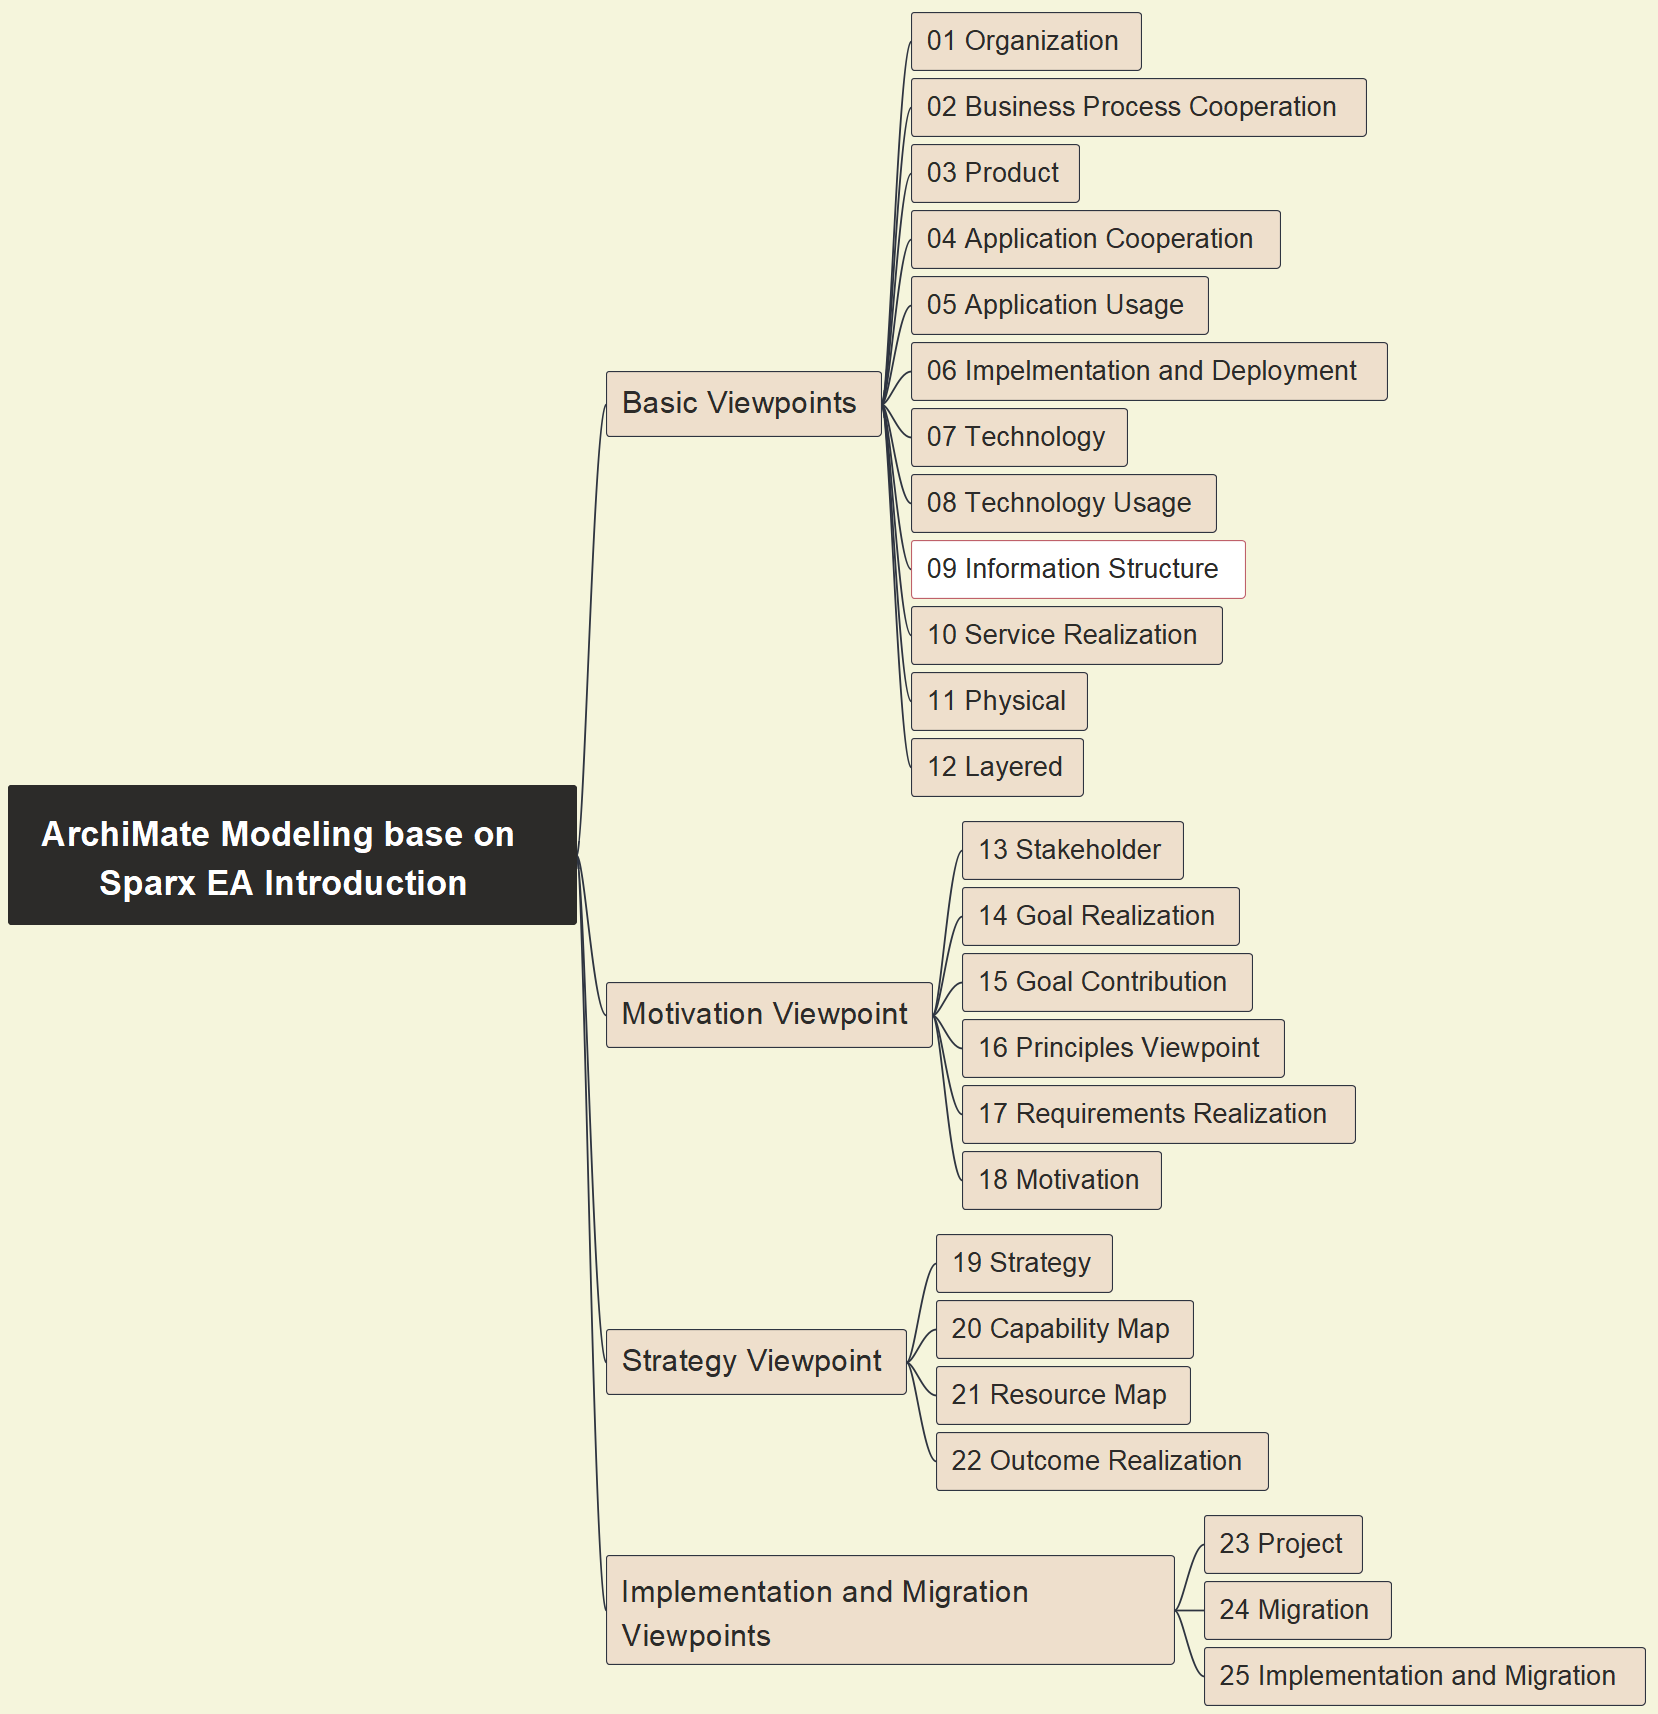 ArchiMate Modeling base on
Sparx EA Introduction
Basic Viewpoints
01 Organization
02 Business Process Cooperation
03 Product
04 Application Cooperation
05 Application Usage
06 Impelmentation and Deployment
07 Technology
08 Technology Usage
09 Information Structure
10 Service Realization
11 Physical
12 Layered
Motivation Viewpoint
13 Stakeholder
14 Goal Realization
15 Goal Contribution
16 Principles Viewpoint
17 Requirements Realization
18 Motivation
Strategy Viewpoint
19 Strategy
20 Capability Map
21 Resource Map
22 Outcome Realization
Implementation and Migration
Viewpoints
23 Project
24 Migration
25 Implementation and Migration